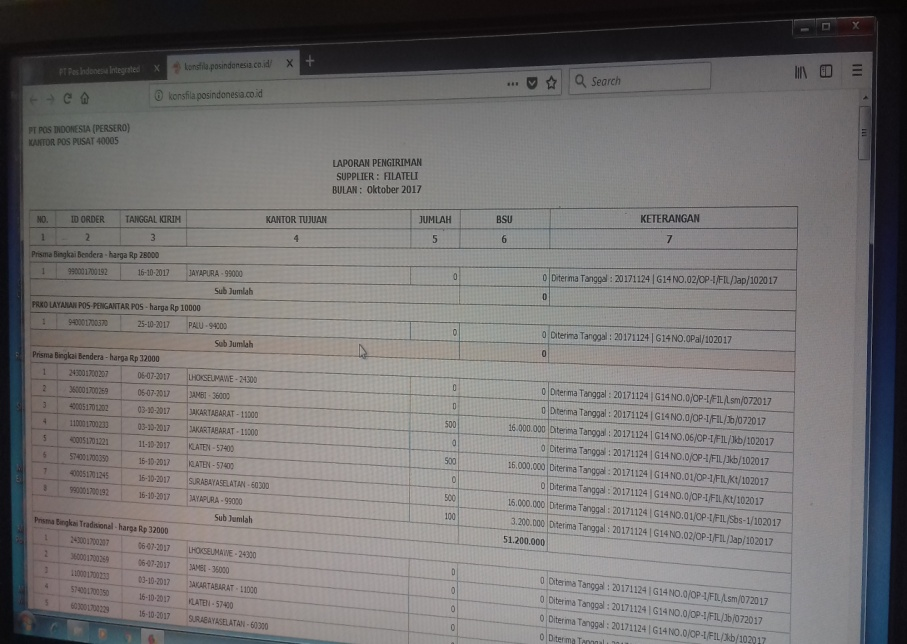 PT Pos Indonesia Integrated
konsfila.posindonesia.co.id/
konsfila.posindonesia.co.id
Search
PT POS INDONESIA (PERSERO)
KANTOR POS PUSAT 40005
LAPORAN PENGIRIMAN
SUPPLIER : FILATELI
BULAN : Oktober 2017
NO. ID ORDER TANGGAL KIRIM KANTOR TUJUAN JUMLAH BSU KETERANGAN
1 2 3 4 5 6 7
Prisma Bingkai Bendera - harga Rp 28000
1 990001700192 16-10-2017 JAYAPURA - 99000 0 0 Diterima Tanggal : 20171124 | G14 NO.02/OP-I/FIL/Jap/102017
Sub Jumlah 0
PRKO LAYANAN POS-PENGANTAR POS - harga Rp 10000
1 940001700370 25-10-2017 PALU - 94000 0 0 Diterima Tanggal : 20171124 | G14 NO.0Pal/102017
Sub Jumlah 0
Prisma Bingkai Bendera - harga Rp 32000
1 243001700207 06-07-2017 LHOKSEUMAWE - 24300 0 0 Diterima Tanggal : 20171124 | G14 NO.0/OP-I/FIL/Lsm/072017
2 360001700269 06-07-2017 JAMBI - 36000 0 0 Diterima Tanggal : 20171124 | G14 NO.0/OP-I/FIL/Jb/072017
3 400051701202 03-10-2017 JAKARTABARAT - 11000 500 16.000.000 Diterima Tanggal : 20171124 | G14 NO.06/OP-I/FIL/Jkb/102017
4 110001700233 03-10-2017 JAKARTABARAT - 11000 0 0 Diterima Tanggal : 20171124 | G14 NO.0/OP-I/FIL/Jkb/102017
5 400051701221 11-10-2017 KLATEN - 57400 500 16.000.000 Diterima Tanggal : 20171124 | G14 NO.01/OP-I/FIL/Kt/102017
6 574001700350 16-10-2017 KLATEN - 57400 0 0 Diterima Tanggal : 20171124 | G14 NO.0/OP-I/FIL/Kt/102017
7 400051701245 16-10-2017 SURABAYASELATAN - 60300 500 16.000.000 Diterima Tanggal : 20171124 | G14 NO.01/OP-I/FIL/Sbs-1/102017
8 990001700192 16-10-2017 JAYAPURA - 99000 100 3.200.000 Diterima Tanggal : 20171124 | G14 NO.02/OP-I/FIL/Jap/102017
Sub Jumlah 51.200.000
Prisma Bingkai Tradisional - harga Rp 32000
1 243001700207 06-07-2017 LHOKSEUMAWE - 24300 0 0 Diterima Tanggal : 20171124 | G14 NO.0/OP-I/FIL/Lsm/072017
2 360001700269 06-07-2017 JAMBI - 36000 0 0 Diterima Tanggal : 20171124 | G14 NO.0/OP-I/FIL/Jb/072017
3 110001700233 03-10-2017 JAKARTABARAT - 11000 0 0 Diterima Tanggal : 20171124 | G14 NO.0/OP-I/FIL/Jkb/102017
4 574001700350 16-10-2017 KLATEN - 57400 0 0 Diterima Tanggal
5 603001700229 16-10-2017 SURABAYASELATAN - 60300 0